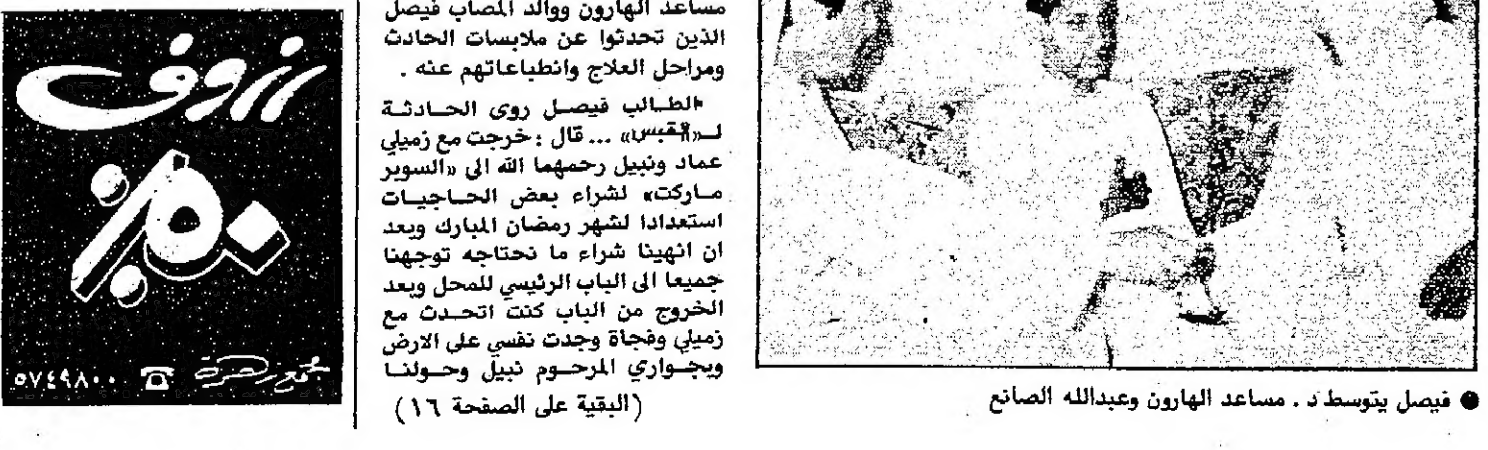 ● فيصل يتوسط د . مساعد الهارون وعبدالله الصانع
مساعد الهارون ووالد المصاب فيصل
الذين تحدثوا عن ملابسات الحادث
ومراحل العلاج وانطباعاتهم عنه .
الطالب فيصل روى الحادثة
لـ«القبس» ... قال : خرجت مع زميلي
عماد ونبيل رحمهما الله الى «السوبر
ماركت» لشراء بعض الحاجيات
استعدادا لشهر رمضان المبارك وبعد
ان انهينا شراء ما نحتاجه توجهنا
جميعا الى الباب الرئيسي للمحل وبعد
الخروج من الباب كنت اتحدث مع
زميلي وفجأة وجدت نفسي على الارض
وبجواري المرحوم نبيل وحولنا
(البقية على الصفحة ١٦)
٥٠٪
مجمع زهرة ☎ ٥٧٤٩٨٠٠